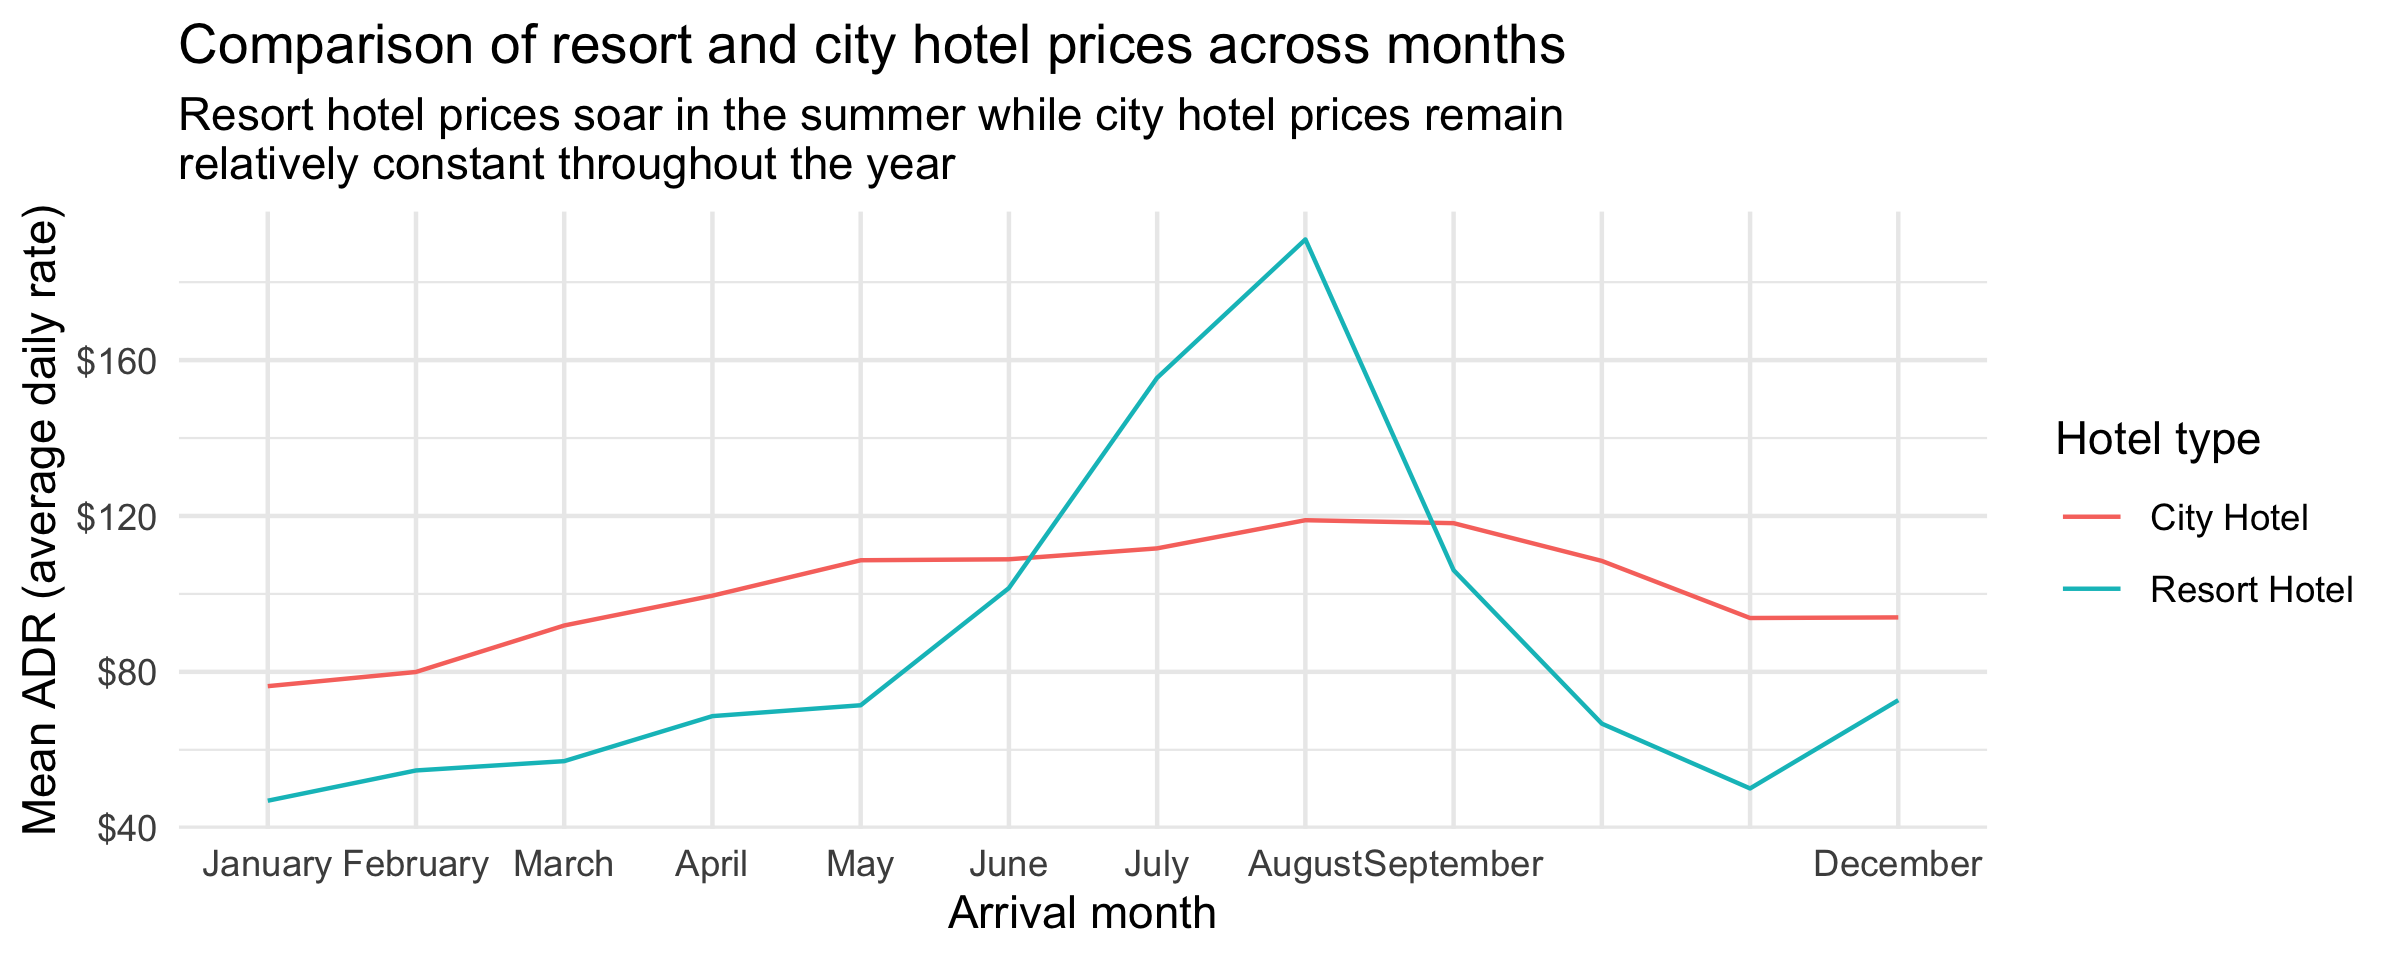 Comparison of resort and city hotel prices across months
Resort hotel prices soar in the summer while city hotel prices remain
relatively constant throughout the year
Mean ADR (average daily rate)
$160
$120
$80
$40
January February March April May June July August September December
Arrival month
Hotel type
City Hotel
Resort Hotel